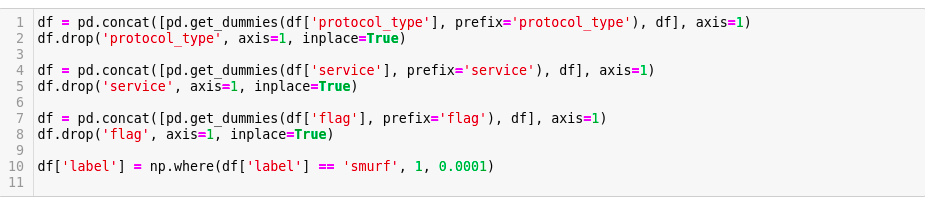 1 df = pd.concat([pd.get_dummies(df['protocol_type'], prefix='protocol_type'), df], axis=1)
2 df.drop('protocol_type', axis=1, inplace=True)
3
4 df = pd.concat([pd.get_dummies(df['service'], prefix='service'), df], axis=1)
5 df.drop('service', axis=1, inplace=True)
6
7 df = pd.concat([pd.get_dummies(df['flag'], prefix='flag'), df], axis=1)
8 df.drop('flag', axis=1, inplace=True)
9
10 df['label'] = np.where(df['label'] == 'smurf', 1, 0.0001)
11